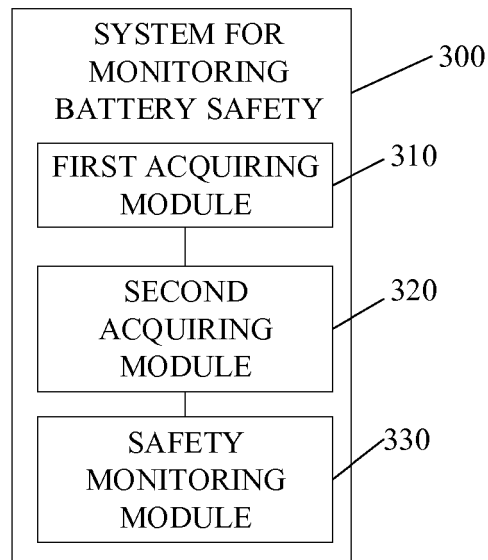 SYSTEM FOR
MONITORING
BATTERY SAFETY
300
FIRST ACQUIRING
MODULE
310
SECOND
ACQUIRING
MODULE
320
SAFETY
MONITORING
MODULE
330